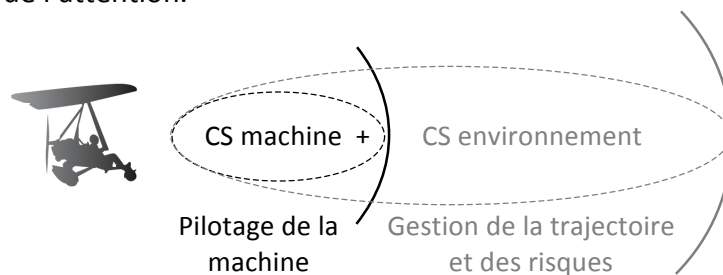 de l'attention.
CS machine + CS environnement
Pilotage de la Gestion de la trajectoire
machine et des risques